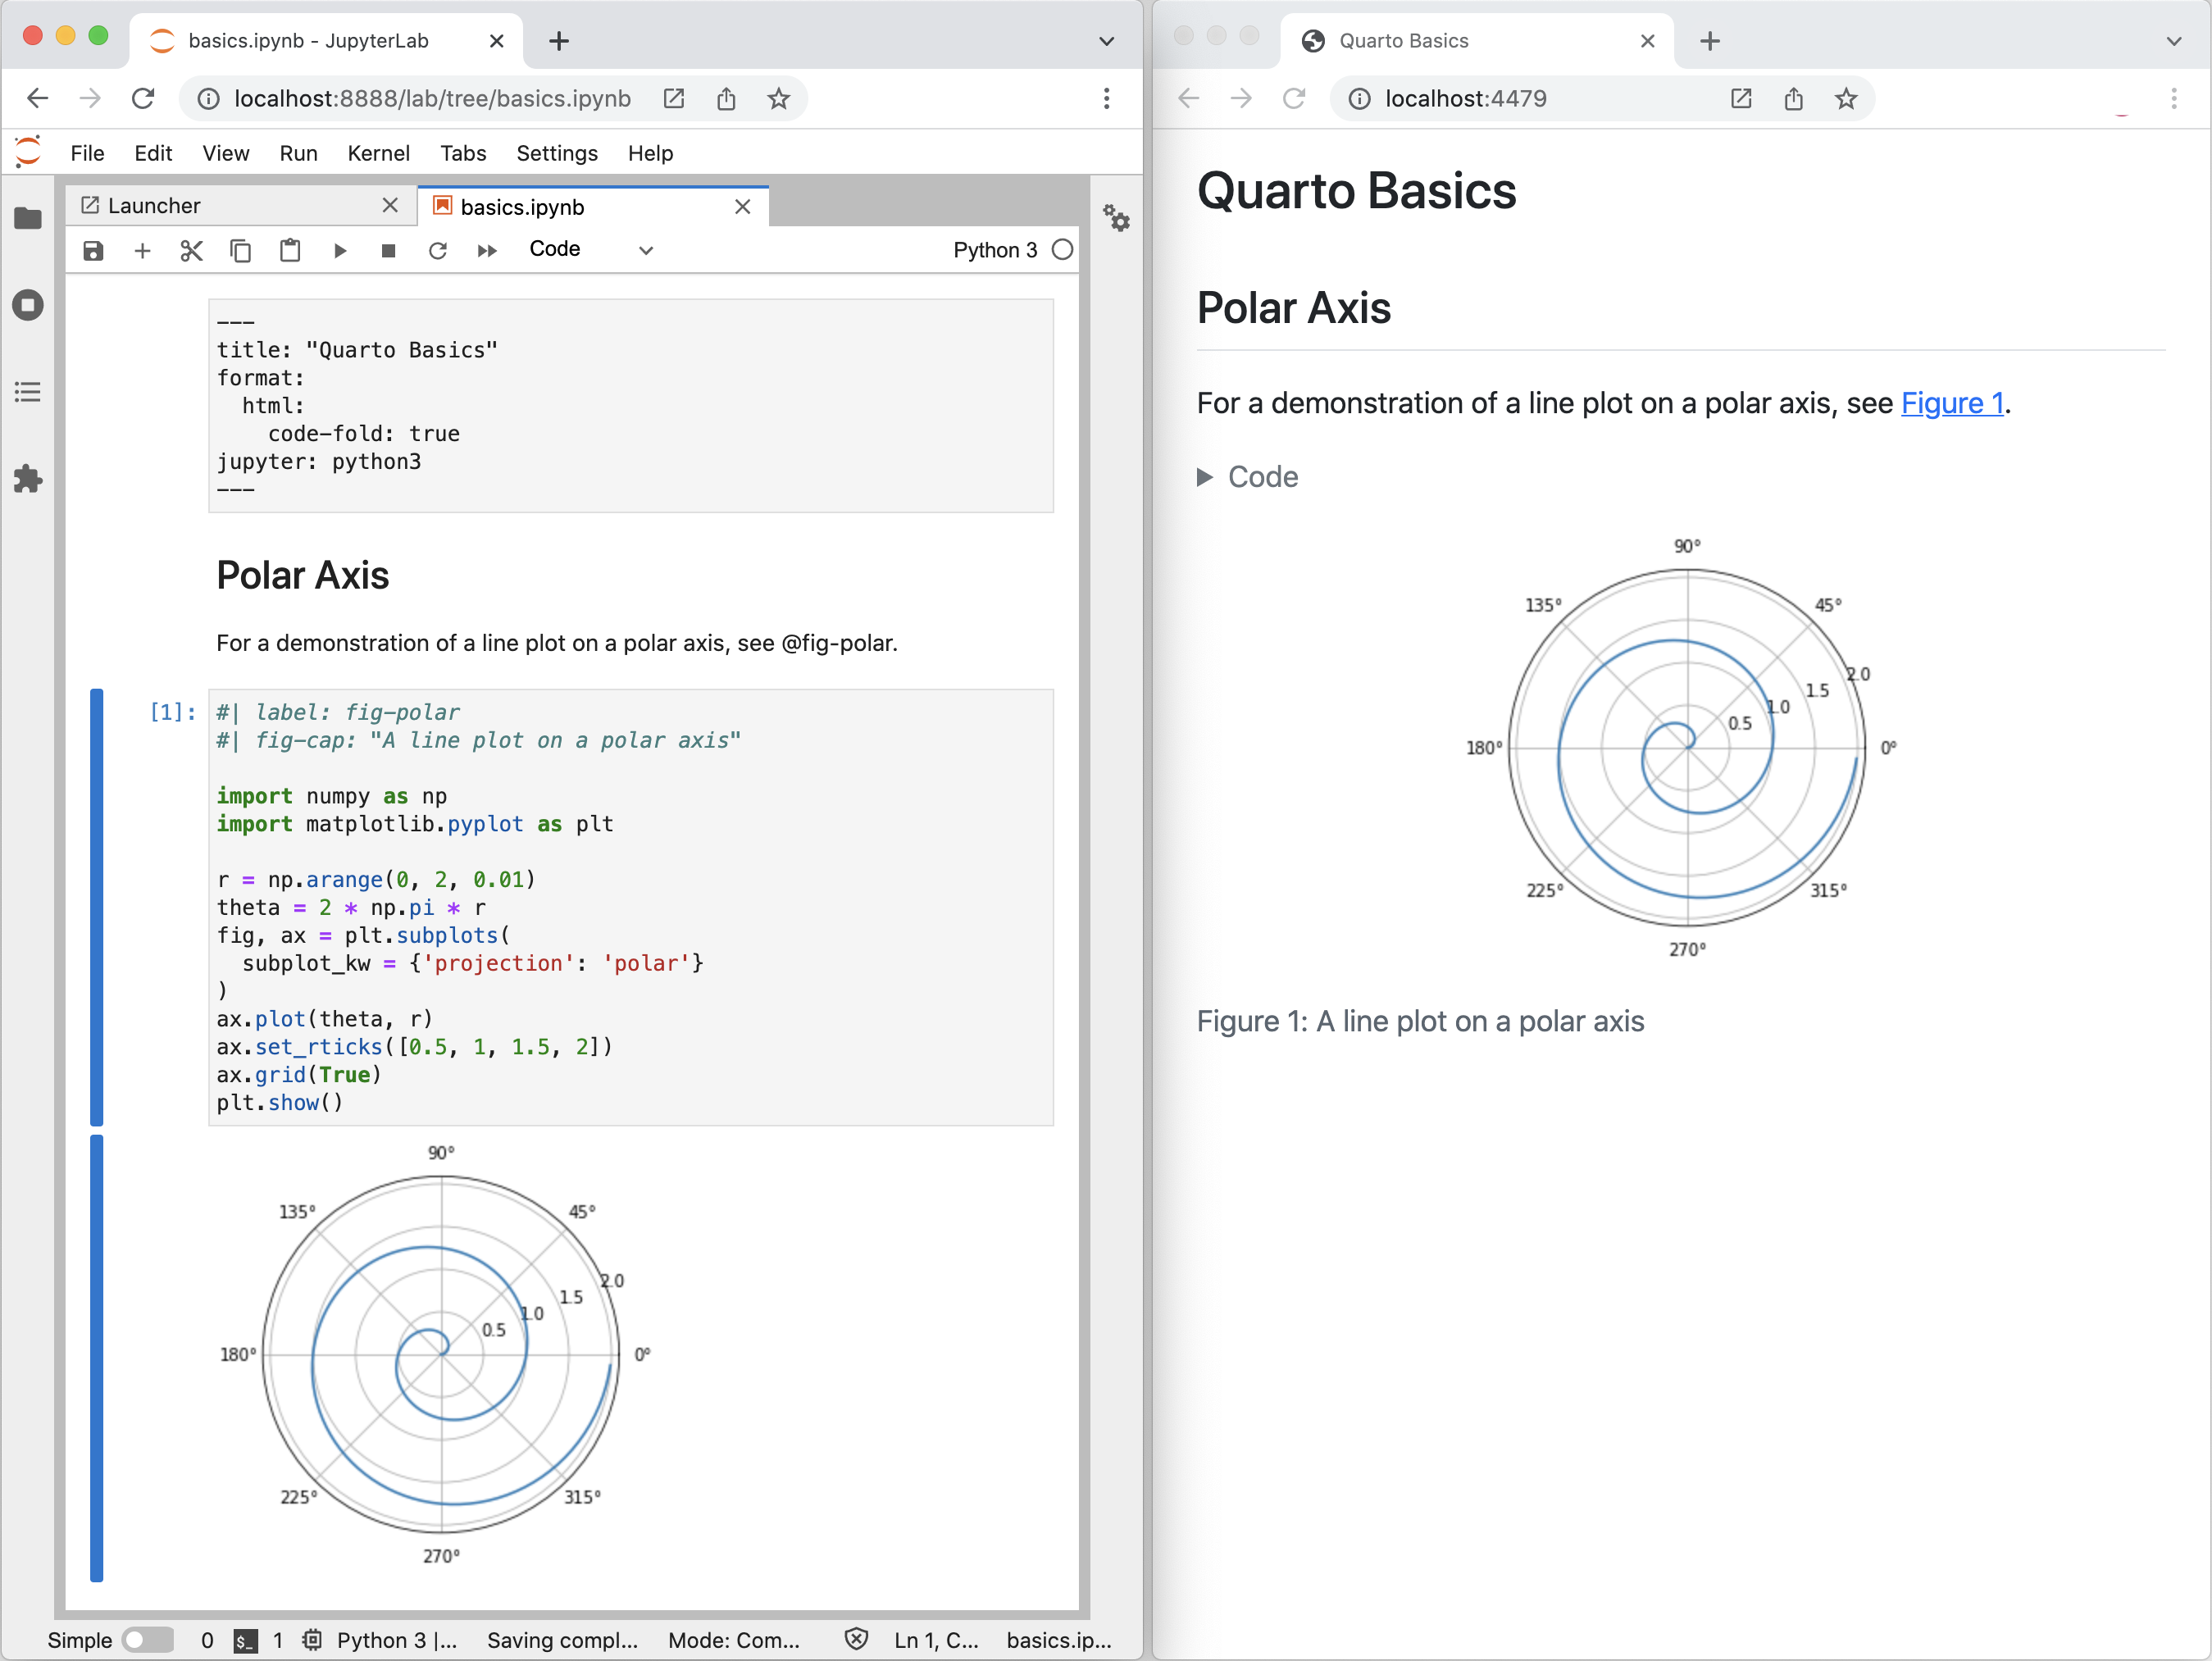 basics.ipynb - JupyterLab
localhost:8888/lab/tree/basics.ipynb
File Edit View Run Kernel Tabs Settings Help
Launcher
basics.ipynb
Code
Python 3
---
title: "Quarto Basics"
format:
  html:
    code-fold: true
jupyter: python3
---
Polar Axis
For a demonstration of a line plot on a polar axis, see @fig-polar.
[1]:
#| label: fig-polar
#| fig-cap: "A line plot on a polar axis"
import numpy as np
import matplotlib.pyplot as plt
r = np.arange(0, 2, 0.01)
theta = 2 * np.pi * r
fig, ax = plt.subplots(
  subplot_kw = {'projection': 'polar'}
)
ax.plot(theta, r)
ax.set_rticks([0.5, 1, 1.5, 2])
ax.grid(True)
plt.show()
90°
135°
45°
2.0
1.5
1.0
0.5
180°
0°
225°
315°
270°
Simple 0 $_ 1 Python 3 |... Saving compl... Mode: Com... Ln 1, C... basics.ip...
Quarto Basics
localhost:4479
Quarto Basics
Polar Axis
For a demonstration of a line plot on a polar axis, see Figure 1.
Code
90°
135°
45°
2.0
1.5
1.0
0.5
180°
0°
225°
315°
270°
Figure 1: A line plot on a polar axis